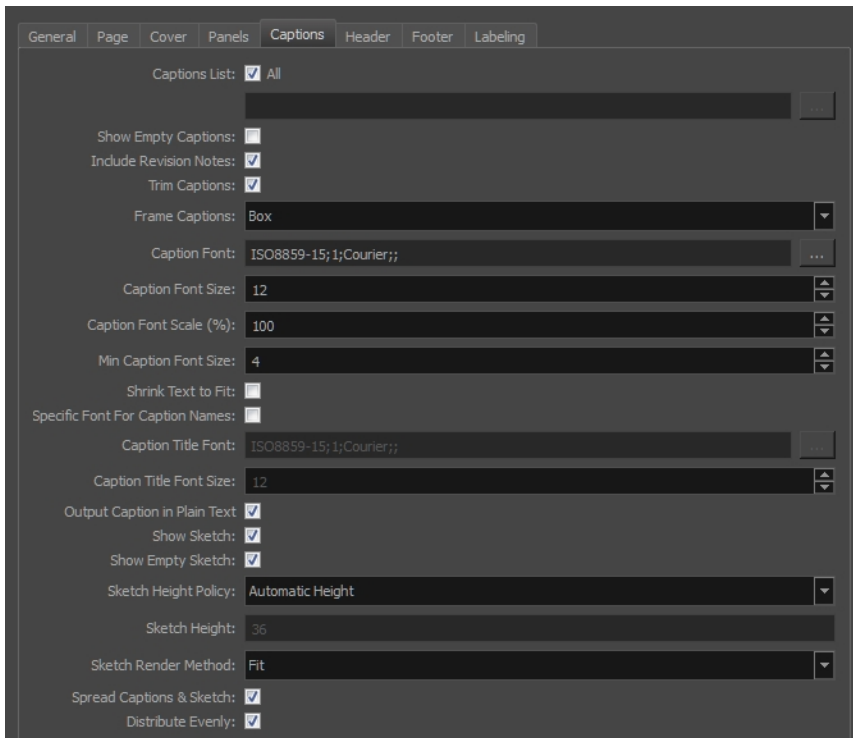 General Page Cover Panels Captions Header Footer Labeling
Captions List: All
...
Show Empty Captions:
Include Revision Notes:
Trim Captions:
Frame Captions: Box
Caption Font: ISO8859-15;1;Courier;; ...
Caption Font Size: 12
Caption Font Scale (%): 100
Min Caption Font Size: 4
Shrink Text to Fit:
Specific Font For Caption Names:
Caption Title Font: ISO8859-15;1;Courier;; ...
Caption Title Font Size: 12
Output Caption in Plain Text
Show Sketch:
Show Empty Sketch:
Sketch Height Policy: Automatic Height
Sketch Height: 36
Sketch Render Method: Fit
Spread Captions & Sketch:
Distribute Evenly: